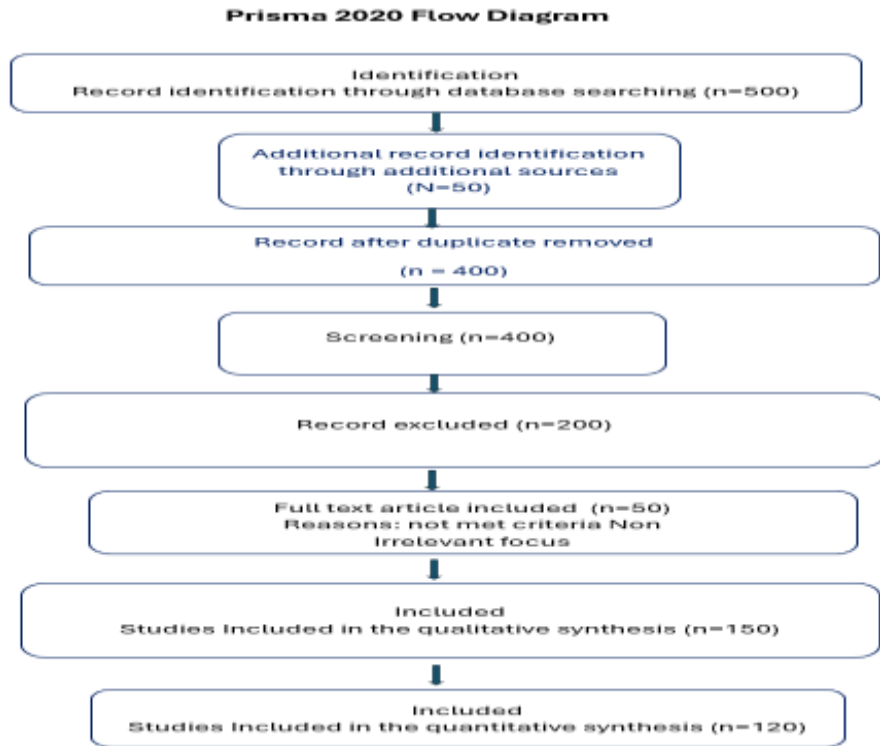 Prisma 2020 Flow Diagram
Identification
Record identification through database searching (n=500)
Additional record identification
through additional sources
(N=50)
Record after duplicate removed
(n = 400)
Screening (n=400)
Record excluded (n=200)
Full text article included (n=50)
Reasons: not met criteria Non
Irrelevant focus
Included
Studies Included in the qualitative synthesis (n=150)
Included
Studies Included in the quantitative synthesis (n=120)